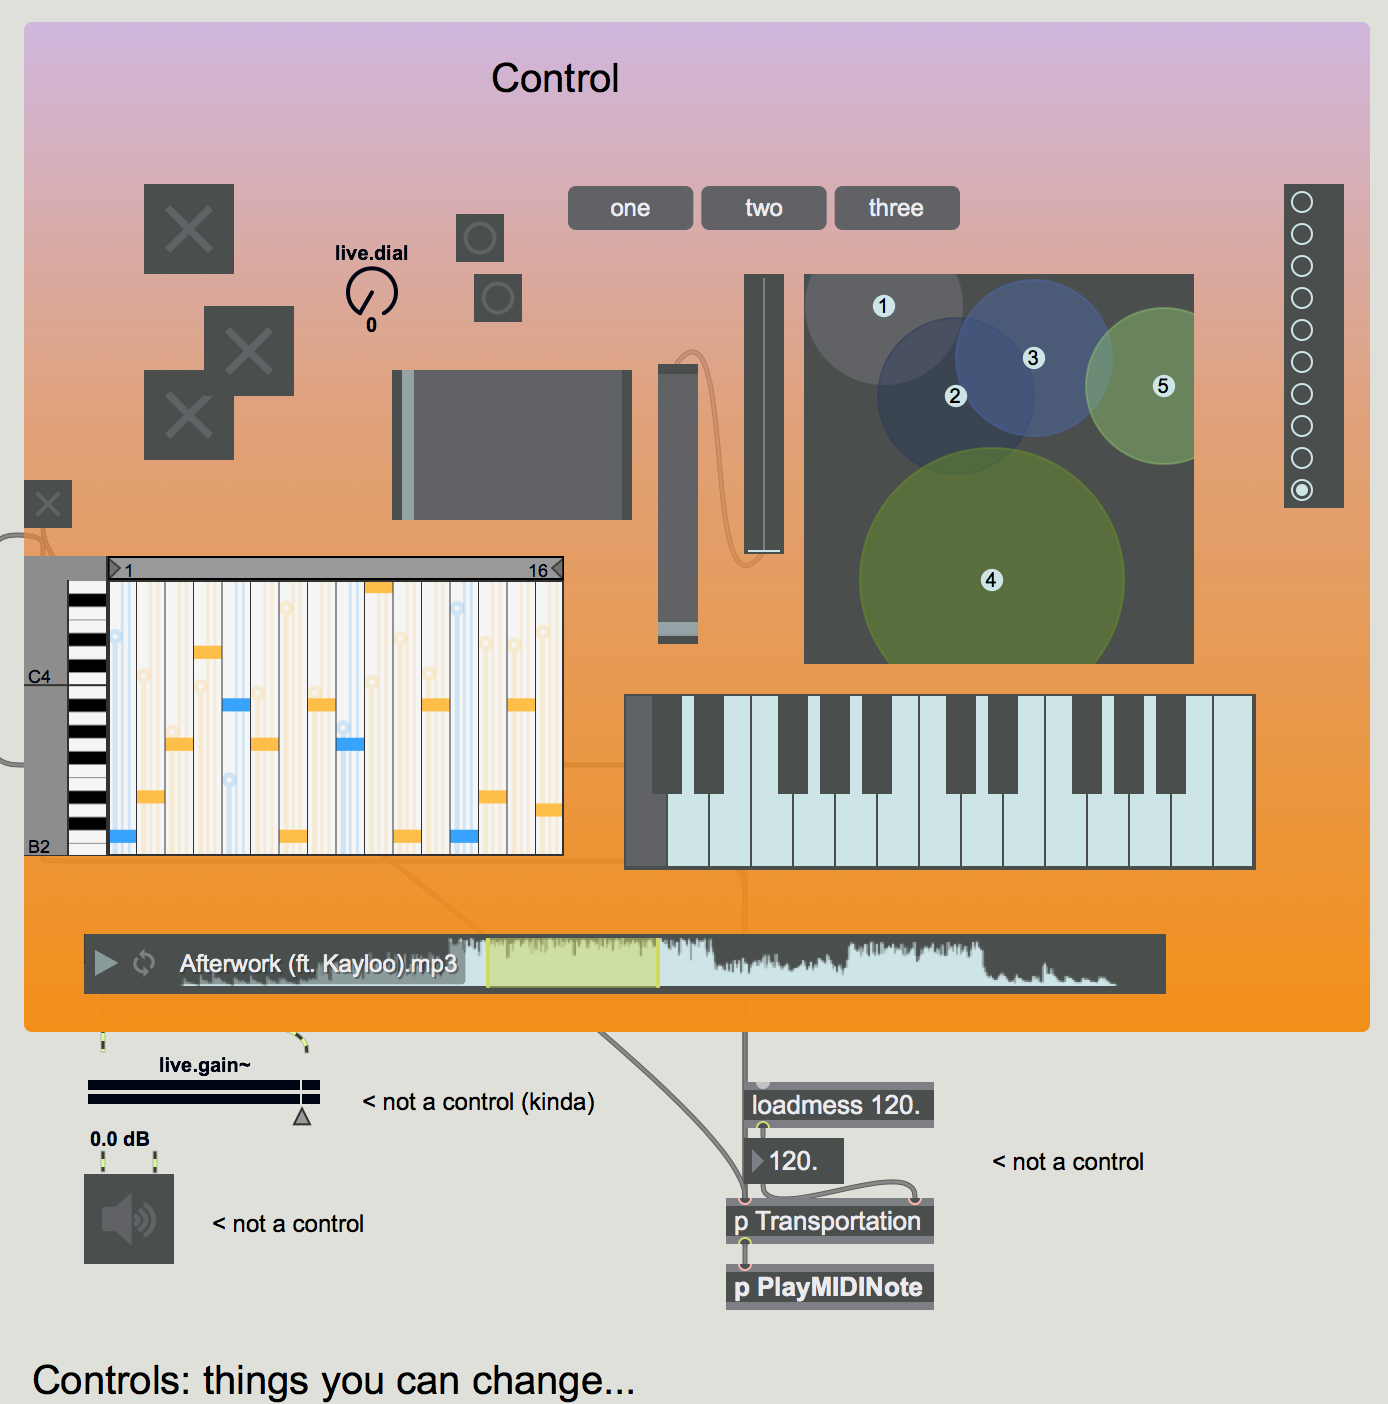 Control
one
two
three
live.dial
0
1
3
5
2
4
1
16
C4
B2
Afterwork (ft. Kayloo).mp3
live.gain~
< not a control (kinda)
loadmess 120.
0.0 dB
120.
< not a control
< not a control
p Transportation
p PlayMIDINote
Controls: things you can change...